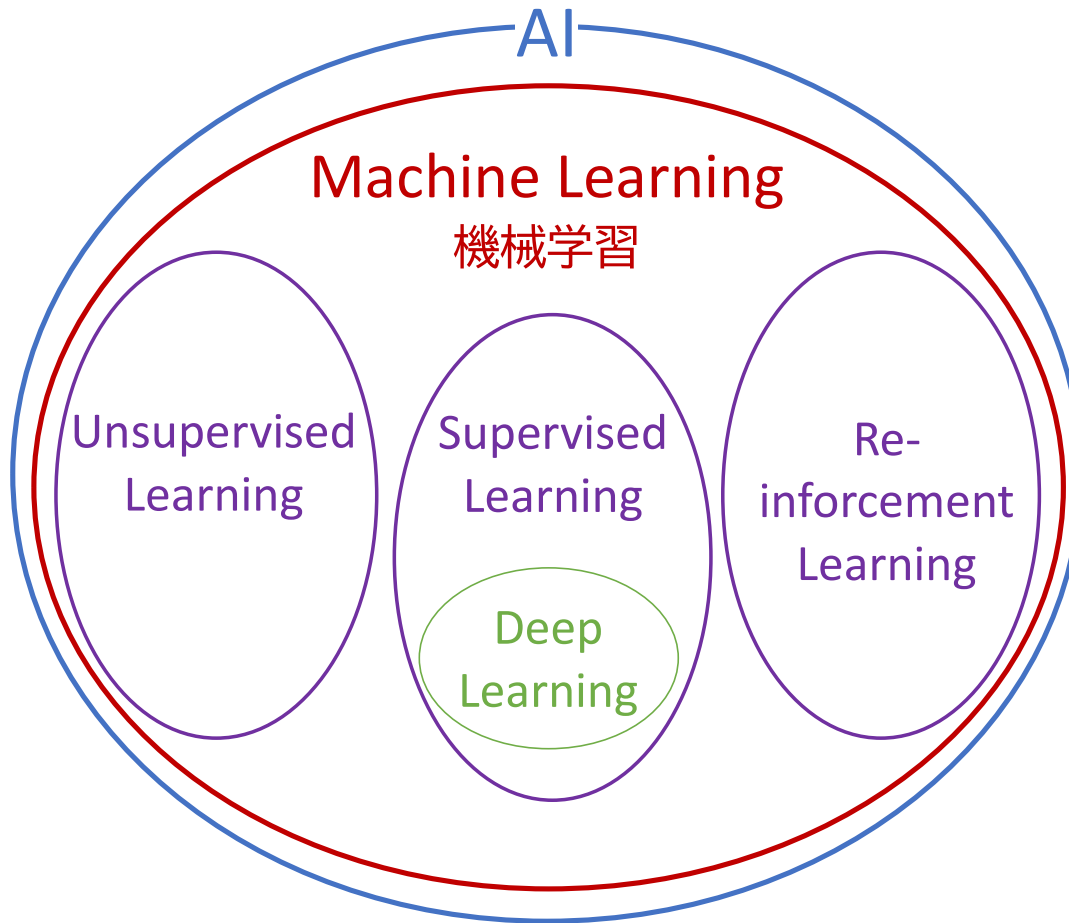 AI
Machine Learning
機械学習
Unsupervised
Learning
Supervised
Learning
Deep
Learning
Re-
inforcement
Learning